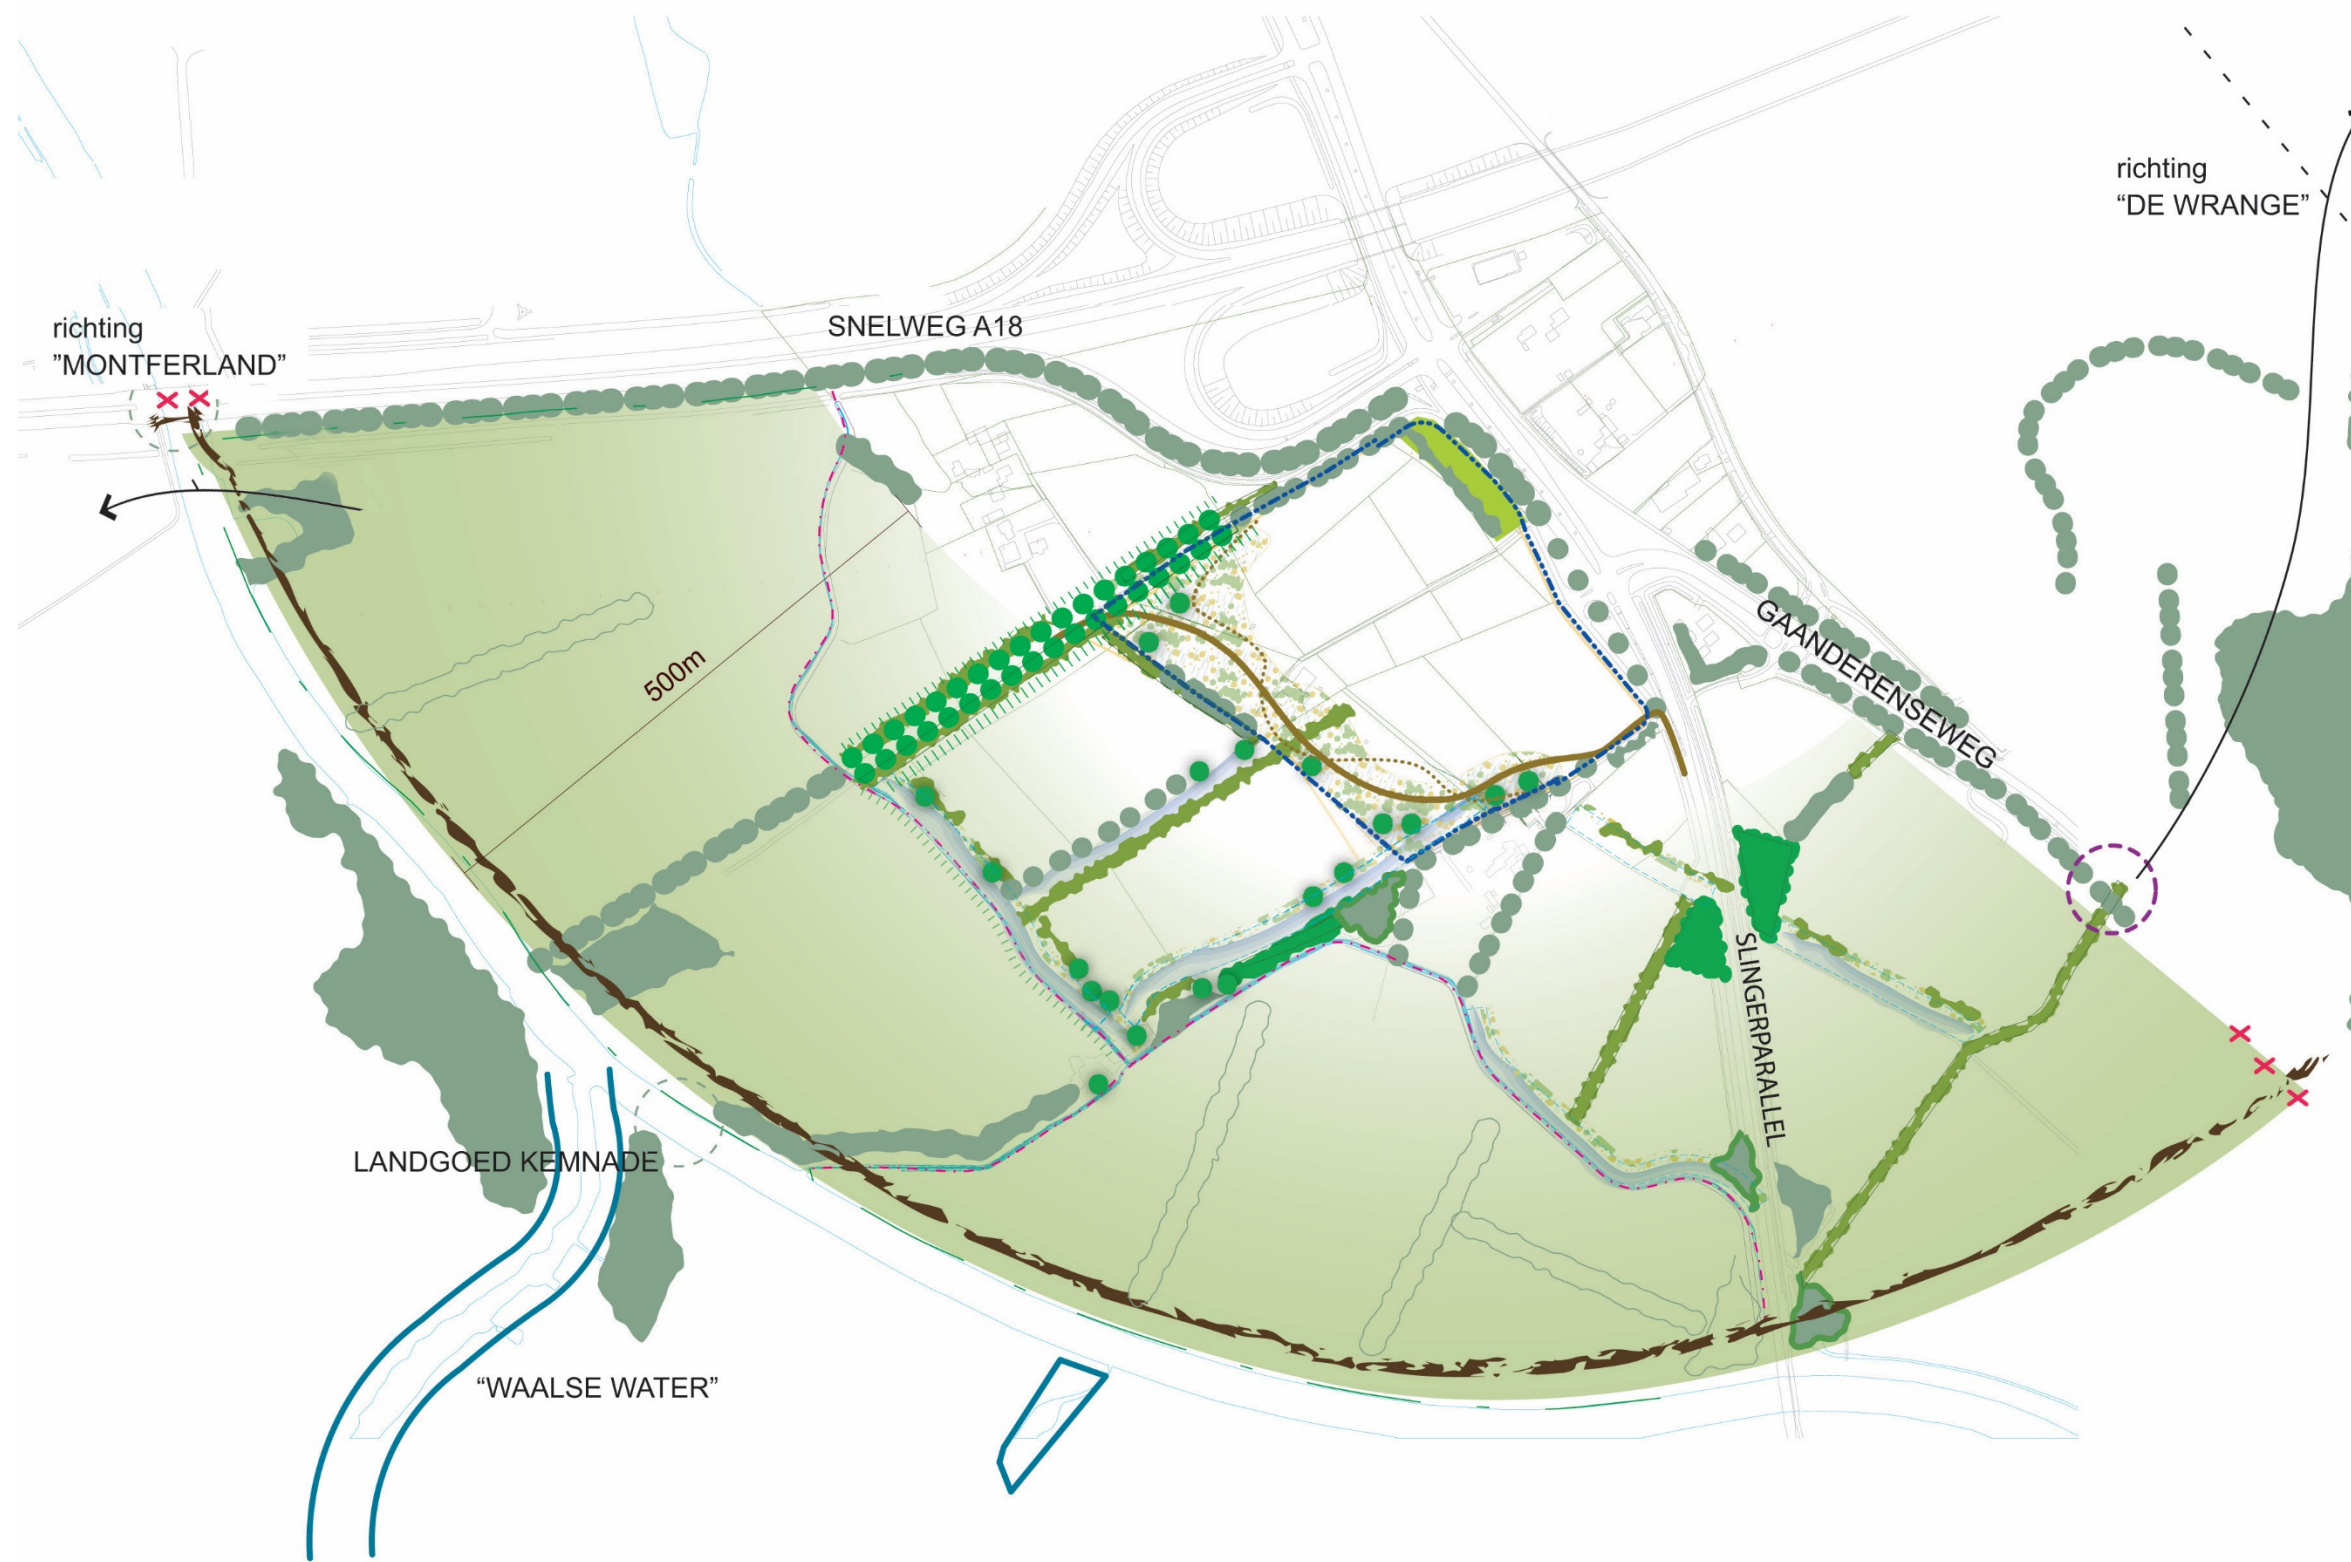 richting
“DE WRANGE”
richting
”MONTFERLAND”
SNELWEG A18
GAANDERENSEWEG
500m
SLINGERPARALLEL
LANDGOED KEMNADE
“WAALSE WATER”